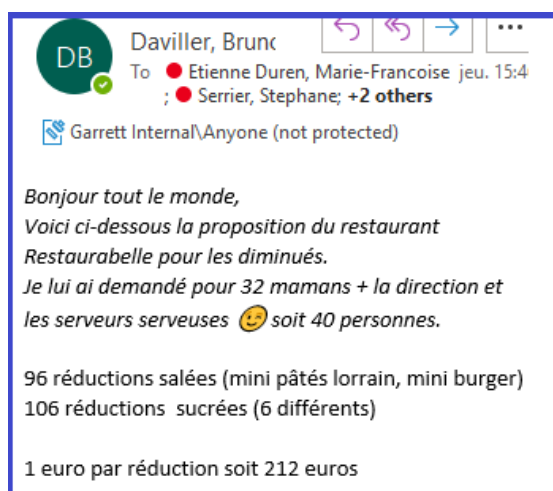 DB
Daviller, Brunc
To Etienne Duren, Marie-Francoise jeu. 15:4
; Serrier, Stephane; +2 others
Garrett Internal\Anyone (not protected)
Bonjour tout le monde,
Voici ci-dessous la proposition du restaurant
Restaurabelle pour les diminués.
Je lui ai demandé pour 32 mamans + la direction et
les serveurs serveuses 😉 soit 40 personnes.
96 réductions salées (mini pâtés lorrain, mini burger)
106 réductions sucrées (6 différents)
1 euro par réduction soit 212 euros